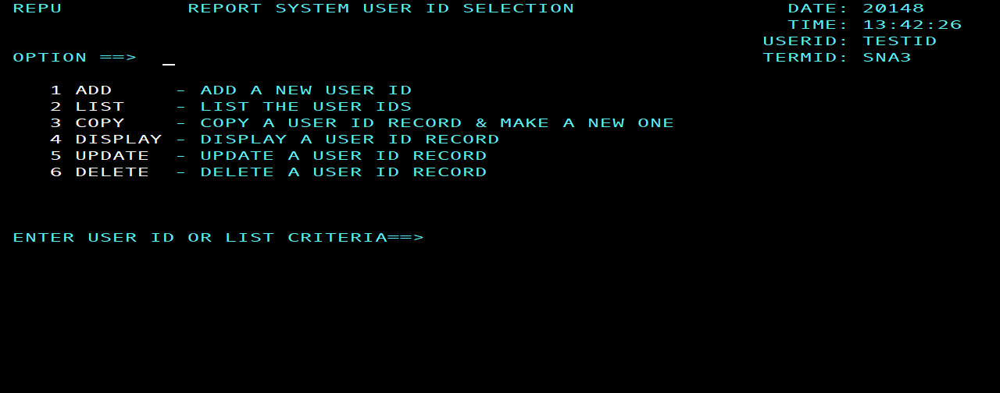 REPU REPORT SYSTEM USER ID SELECTION DATE: 20148
TIME: 13:42:26
USERID: TESTID
OPTION ==> _ TERMID: SNA3
1 ADD - ADD A NEW USER ID
2 LIST - LIST THE USER IDS
3 COPY - COPY A USER ID RECORD & MAKE A NEW ONE
4 DISPLAY - DISPLAY A USER ID RECORD
5 UPDATE - UPDATE A USER ID RECORD
6 DELETE - DELETE A USER ID RECORD
ENTER USER ID OR LIST CRITERIA==>